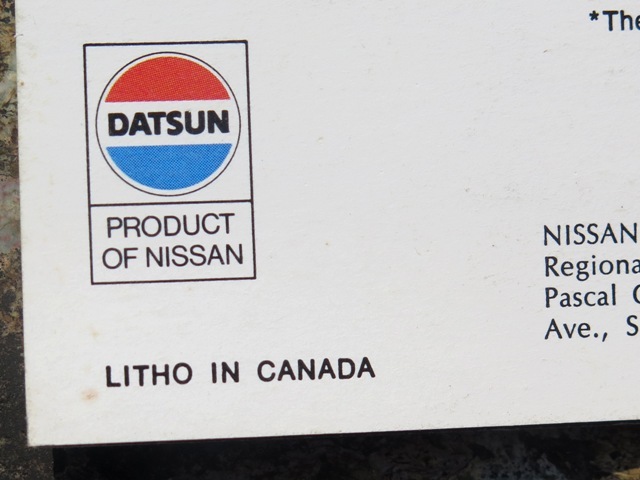 *The
DATSUN
PRODUCT
OF NISSAN
NISSAN
Regiona
Pascal
Ave., S
LITHO IN CANADA